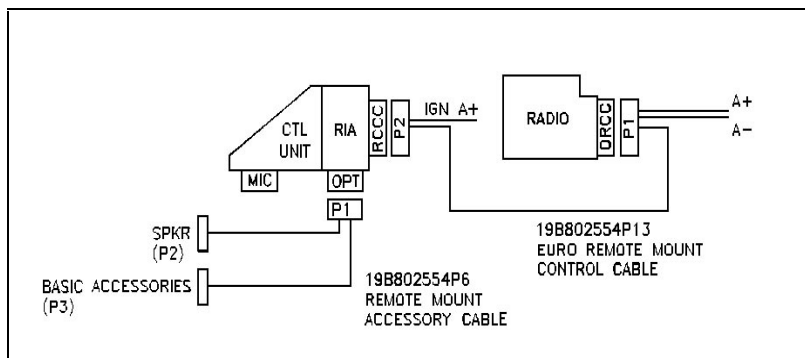 CTL
UNIT
RIA
RCCC
P2
IGN A+
RADIO
ORCC
P1
A+
A-
MIC
OPT
P1
SPKR
(P2)
BASIC ACCESSORIES
(P3)
19B802554P6
REMOTE MOUNT
ACCESSORY CABLE
19B802554P13
EURO REMOTE MOUNT
CONTROL CABLE